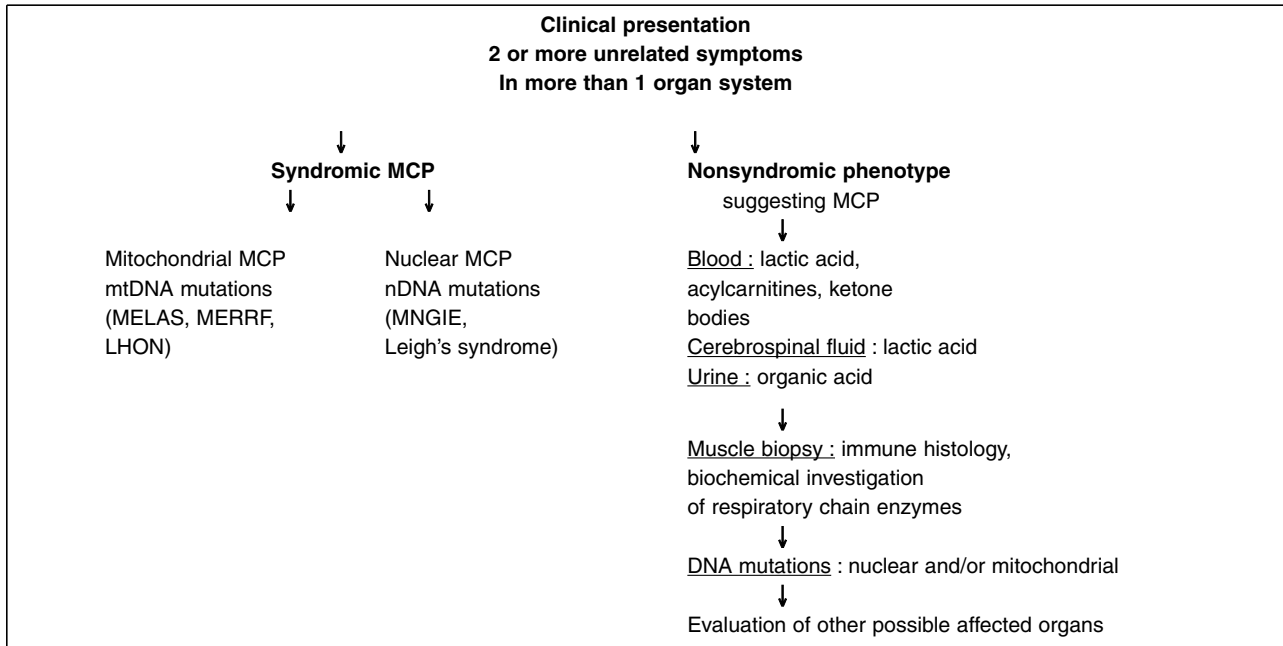 Clinical presentation
2 or more unrelated symptoms
In more than 1 organ system
Syndromic MCP
Mitochondrial MCP
mtDNA mutations
(MELAS, MERRF,
LHON)
Nuclear MCP
nDNA mutations
(MNGIE,
Leigh's syndrome)
Nonsyndromic phenotype
suggesting MCP
Blood : lactic acid,
acylcarnitines, ketone
bodies
Cerebrospinal fluid : lactic acid
Urine : organic acid
Muscle biopsy : immune histology,
biochemical investigation
of respiratory chain enzymes
DNA mutations : nuclear and/or mitochondrial
Evaluation of other possible affected organs